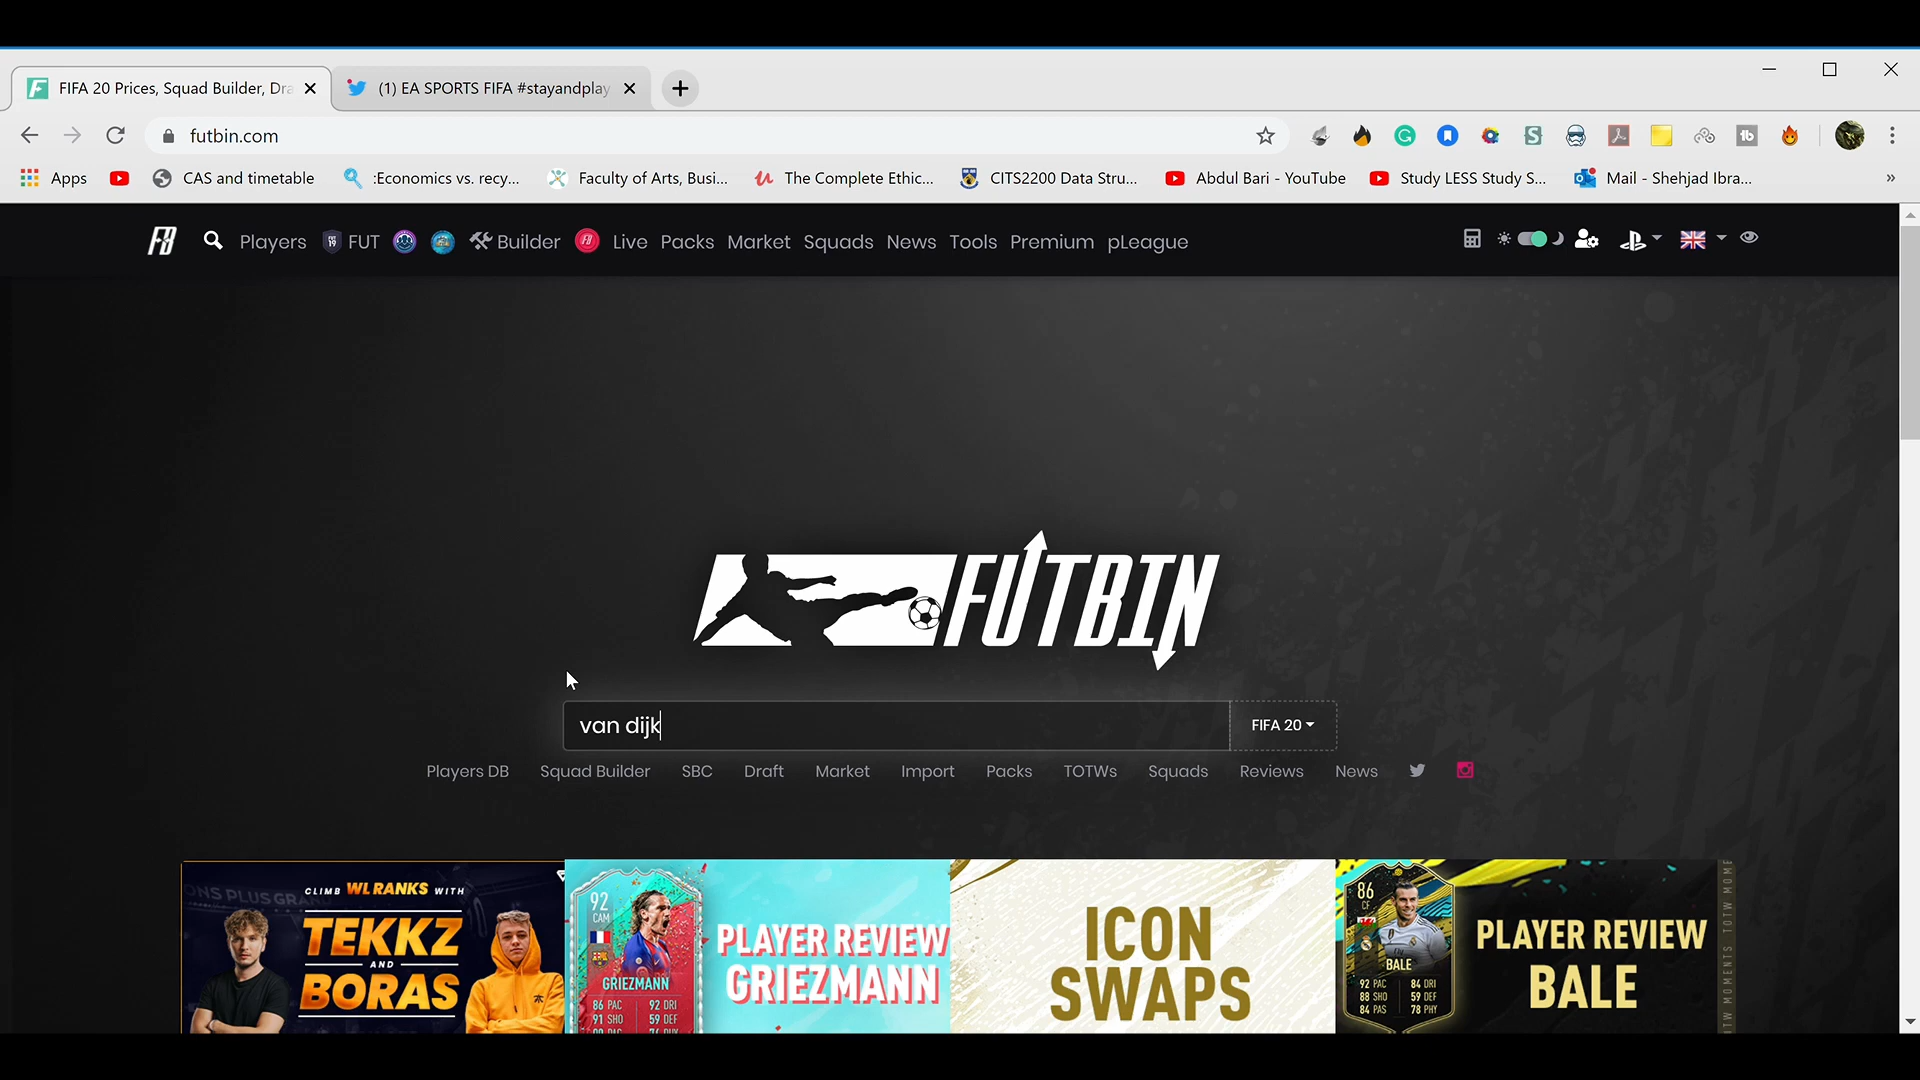 FIFA 20 Prices, Squad Builder, Dra
(1) EA SPORTS FIFA #stayandplay
futbin.com
Apps
CAS and timetable
:Economics vs. recy...
Faculty of Arts, Busi...
The Complete Ethic...
CITS2200 Data Stru...
Abdul Bari - YouTube
Study LESS Study S...
Mail - Shehjad Ibra...
»
Players FUT Builder Live Packs Market Squads News Tools Premium pLeague
FUTBIN
van dijk
FIFA 20
Players DB Squad Builder SBC Draft Market Import Packs TOTWs Squads Reviews News
CLIMB WL RANKS WITH
TEKKZ
AND
BORAS
92
CAM
GRIEZMANN
86 PAC 92 DRI
91 SHO 59 DEF
PLAYER REVIEW
GRIEZMANN
ICON
SWAPS
86
CF
BALE
92 PAC 84 DRI
88 SHO 59 DEF
84 PAS 78 PHY
PLAYER REVIEW
BALE